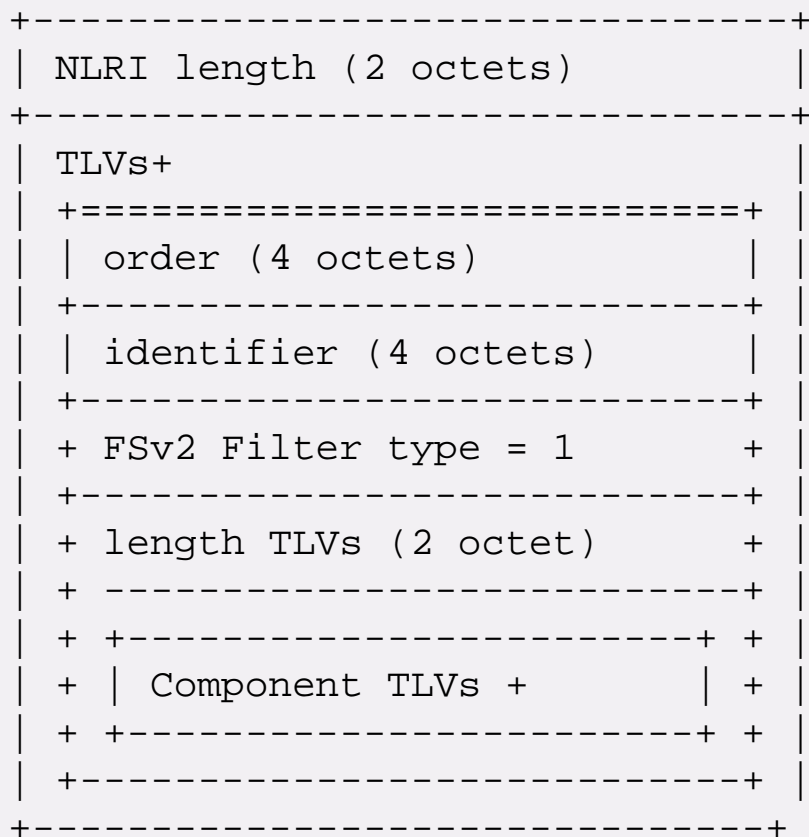 +--------------------------------+
| NLRI length (2 octets)         |
+--------------------------------+
| TLVs+                          |
| +============================+ |
| | order (4 octets)           | |
| +----------------------------+ |
| | identifier (4 octets)      | |
| +----------------------------+ |
| + FSv2 Filter type = 1       + |
| +----------------------------+ |
| + length TLVs (2 octet)      + |
| + ---------------------------+ |
| + +------------------------+ + |
| + | Component TLVs +       | + |
| + +------------------------+ + |
| +----------------------------+ |
+-------------------------------+